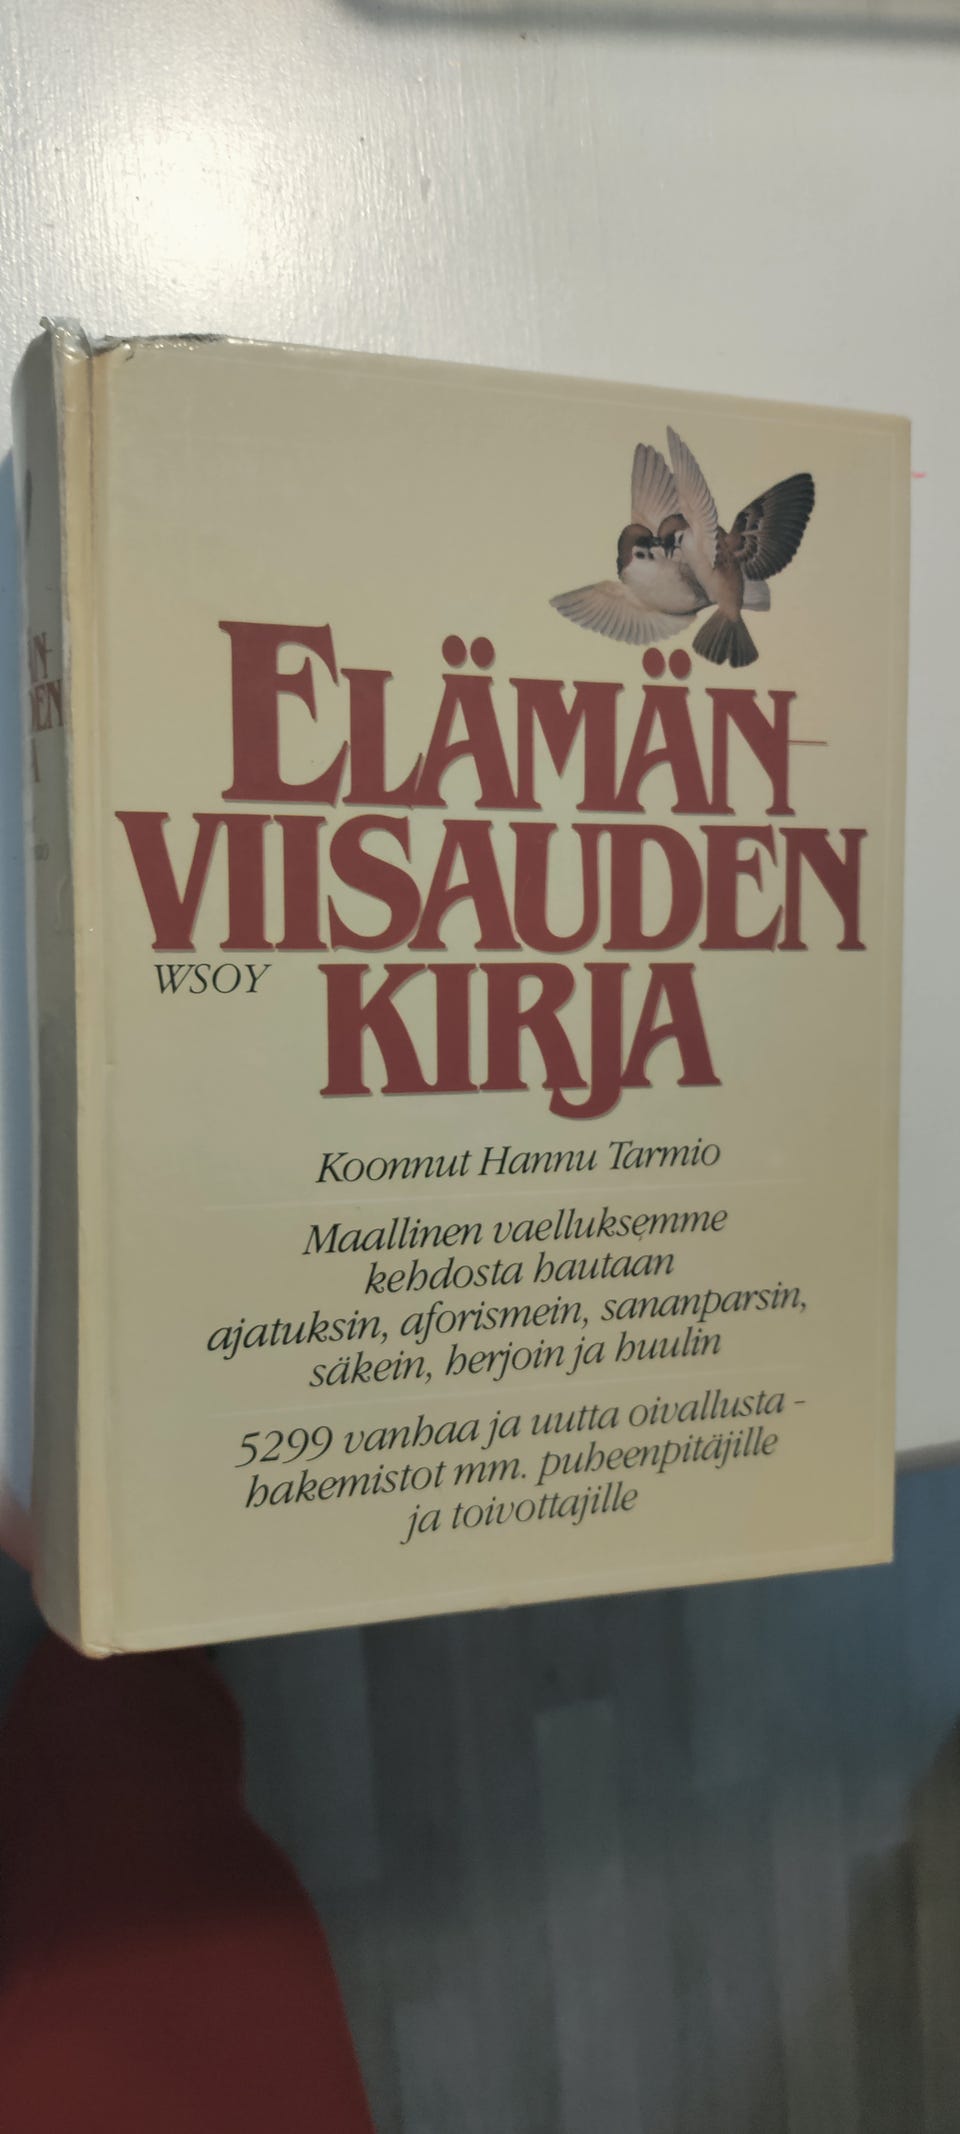 ELÄMÄN-
VIISAUDEN
WSOY KIRJA
Koonnut Hannu Tarmio
Maallinen vaelluksemme
kehdosta hautaan
ajatuksin, aforismein, sananparsin,
säkein, herjoin ja huulin
5299 vanhaa ja uutta oivallusta -
hakemistot mm. puheenpitäjille
ja toivottajille